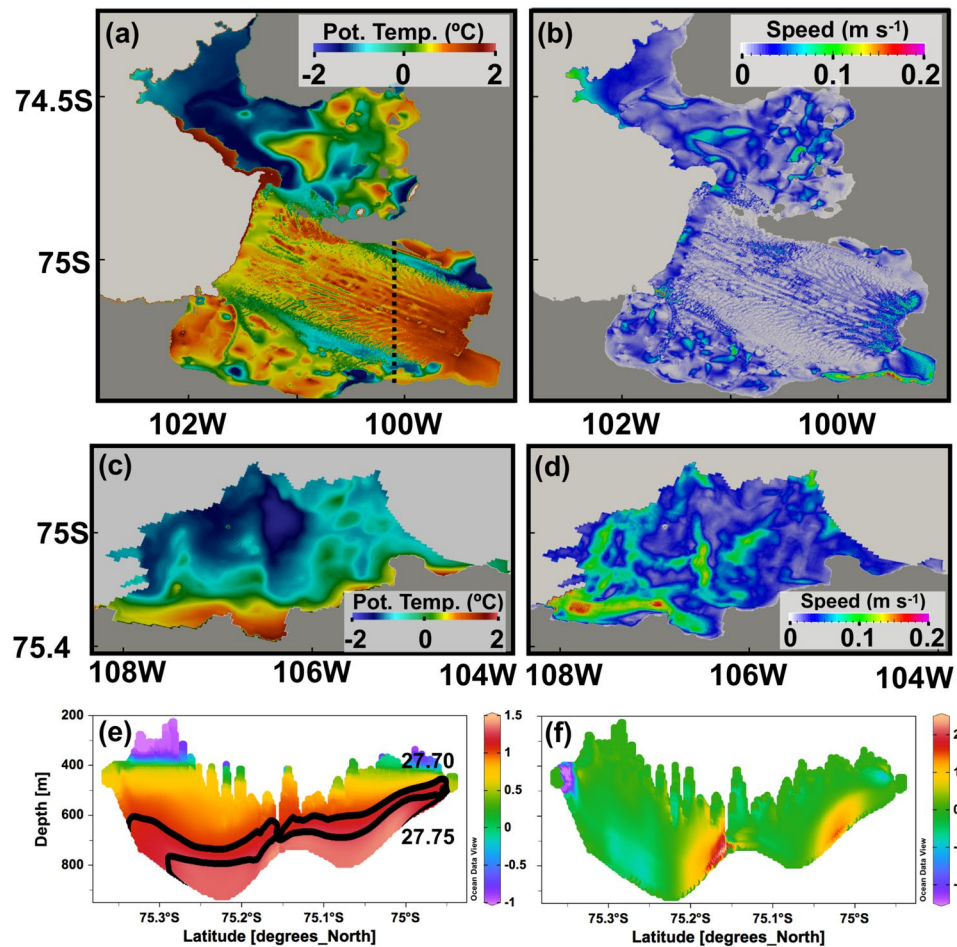 (a)
Pot. Temp. (ºC)
-2 0 2
(b)
Speed (m s-1)
0 0.1 0.2
74.5S
75S
102W 100W
102W 100W
(c)
Pot. Temp. (ºC)
-2 0 2
(d)
Speed (m s-1)
0 0.1 0.2
75S
75.4
108W 106W 104W
108W 106W 104W
(e)
27.70
27.75
200
400
600
800
Depth [m]
75.3°S 75.2°S 75.1°S 75°S
Latitude [degrees_North]
1.5
1
0.5
0
-0.5
-1
Ocean Data View
(f)
75.3°S 75.2°S 75.1°S 75°S
Latitude [degrees_North]
Ocean Data View